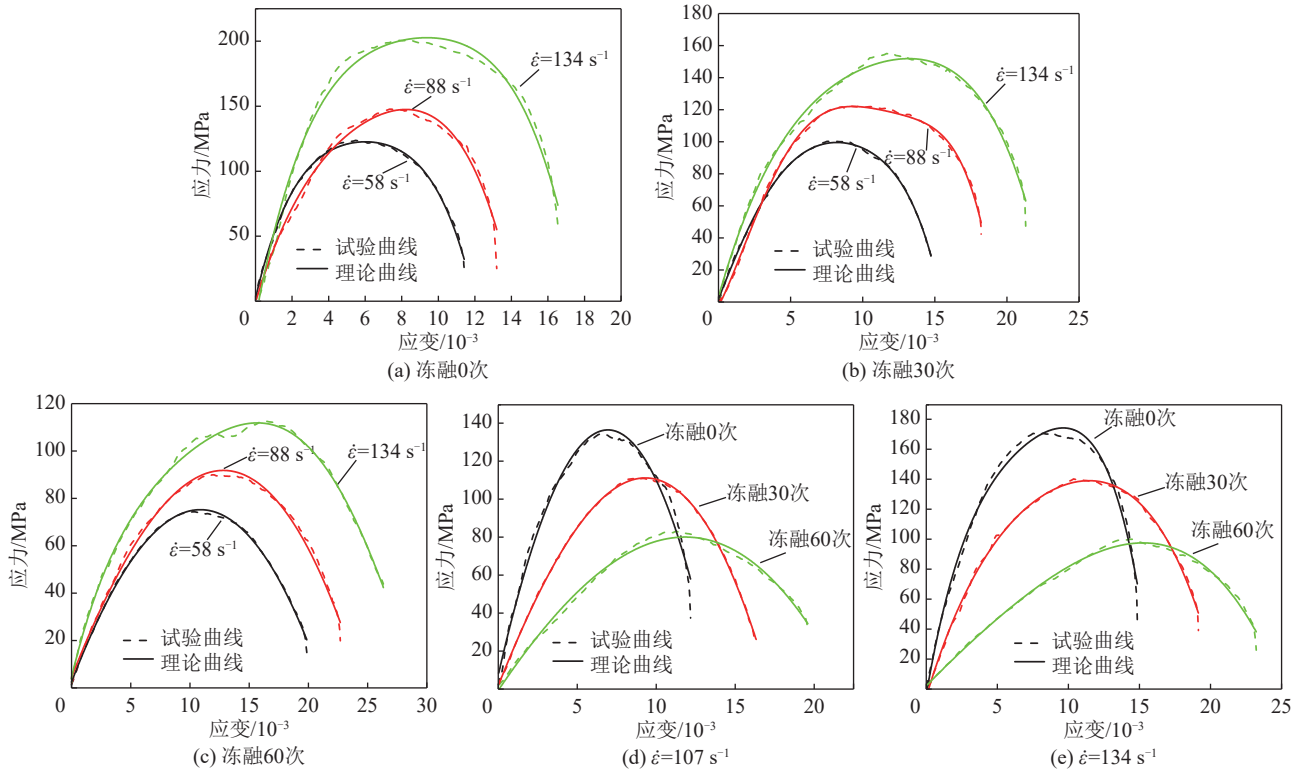 200
150
100
50
0
2
4
6
8
10
12
14
16
18
20
应力/MPa
应变/10⁻³
ε̇=134 s⁻¹
ε̇=88 s⁻¹
ε̇=58 s⁻¹
试验曲线
理论曲线
(a) 冻融0次
180
160
140
120
100
80
60
40
20
0
5
10
15
20
25
应力/MPa
应变/10⁻³
ε̇=134 s⁻¹
ε̇=88 s⁻¹
ε̇=58 s⁻¹
试验曲线
理论曲线
(b) 冻融30次
120
100
80
60
40
20
0
5
10
15
20
25
30
应力/MPa
应变/10⁻³
ε̇=134 s⁻¹
ε̇=88 s⁻¹
ε̇=58 s⁻¹
试验曲线
理论曲线
(c) 冻融60次
140
120
100
80
60
40
20
0
5
10
15
20
应力/MPa
应变/10⁻³
冻融0次
冻融30次
冻融60次
试验曲线
理论曲线
(d) ε̇=107 s⁻¹
180
160
140
120
100
80
60
40
20
0
5
10
15
20
25
应力/MPa
应变/10⁻³
冻融0次
冻融30次
冻融60次
试验曲线
理论曲线
(e) ε̇=134 s⁻¹